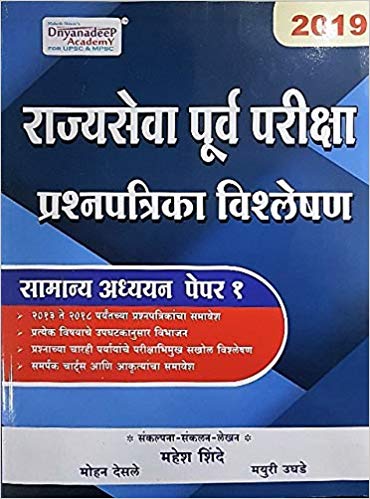 2019
Mahesh Shinde's
DnyanadeeP
AcademY
FOR UPSC & MPSC
राज्यसेवा पूर्व परीक्षा
प्रश्नपत्रिका विश्लेषण
सामान्य अध्ययन पेपर १
२०१३ ते २०१८ पर्यंतच्या प्रश्नपत्रिकांचा समावेश
प्रत्येक विषयाचे उपघटकानुसार विभाजन
प्रश्नाच्या चारही पर्यायांचे परीक्षाभिमुख सखोल विश्लेषण
समर्पक चार्ट्स आणि आकृत्यांचा समावेश
* संकल्पना-संकलन-लेखन *
महेश शिंदे
मोहन देसले मयुरी उघडे